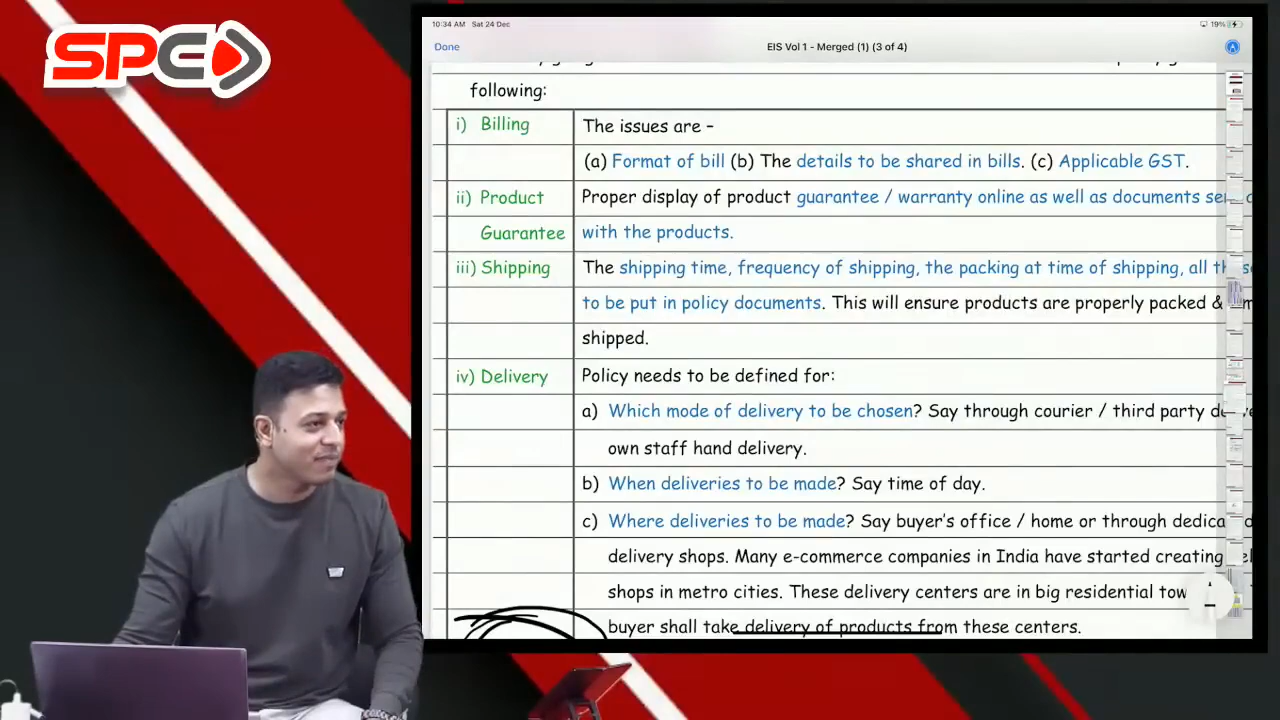 SPC
10:34 AM Sat 24 Dec
19%
Done
EIS Vol 1 - Merged (1) (3 of 4)
following:
i) Billing
The issues are –
(a) Format of bill (b) The details to be shared in bills. (c) Applicable GST.
ii) Product
Proper display of product guarantee / warranty online as well as documents
Guarantee
with the products.
iii) Shipping
The shipping time, frequency of shipping, the packing at time of shipping, all
to be put in policy documents. This will ensure products are properly packed &
shipped.
iv) Delivery
Policy needs to be defined for:
a) Which mode of delivery to be chosen? Say through courier / third party
own staff hand delivery.
b) When deliveries to be made? Say time of day.
c) Where deliveries to be made? Say buyer's office / home or through
delivery shops. Many e-commerce companies in India have started creating
shops in metro cities. These delivery centers are in big residential
buyer shall take delivery of products from these centers.